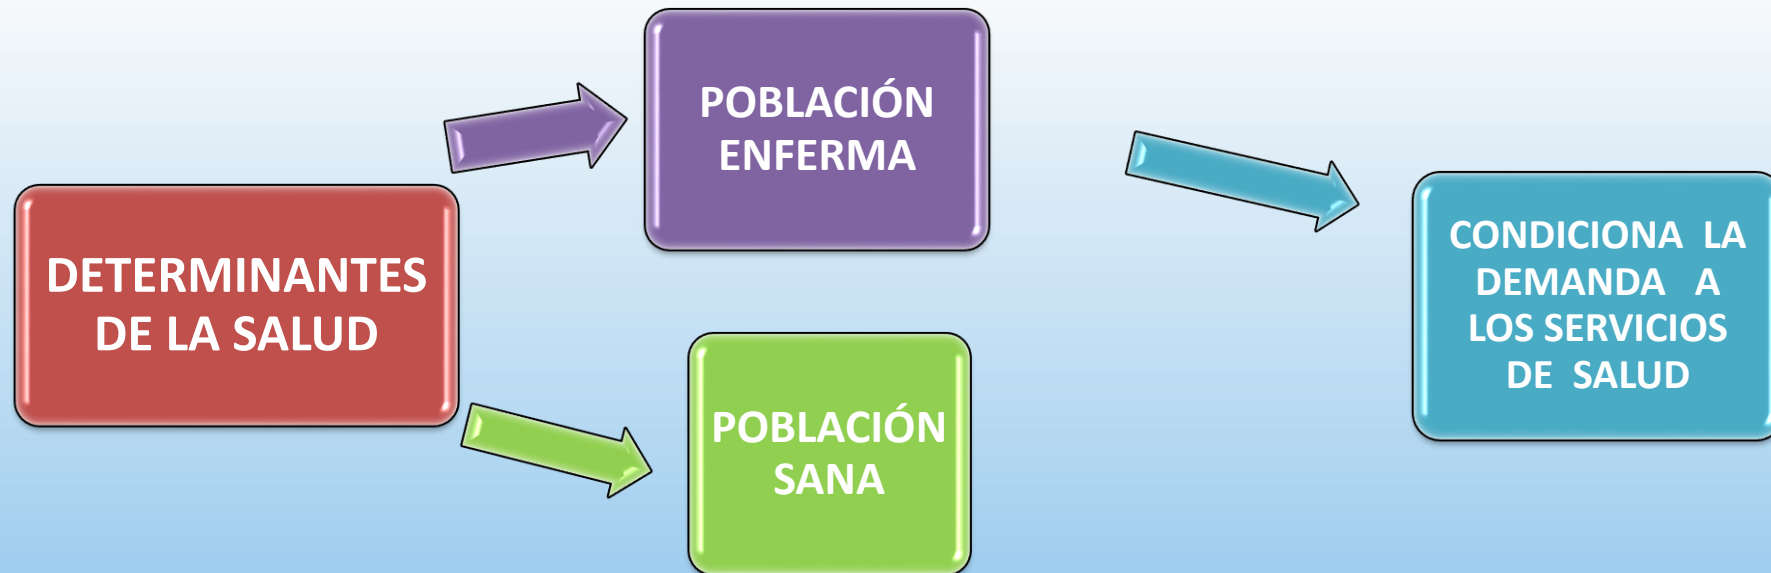 DETERMINANTES
DE LA SALUD
POBLACIÓN
ENFERMA
POBLACIÓN
SANA
CONDICIONA LA
DEMANDA A
LOS SERVICIOS
DE SALUD